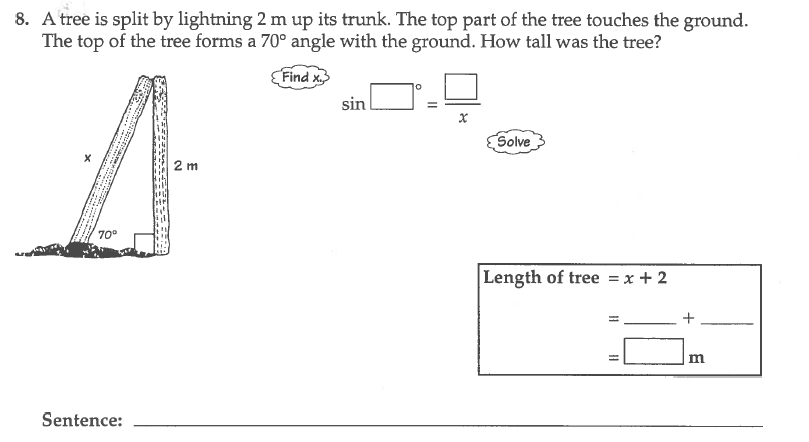 8. A tree is split by lightning 2 m up its trunk. The top part of the tree touches the ground.
The top of the tree forms a 70° angle with the ground. How tall was the tree?
Find x.
sin ° =
x
Solve
x
2 m
70°
Length of tree = x + 2
= ____ + ____
= m
Sentence: ____